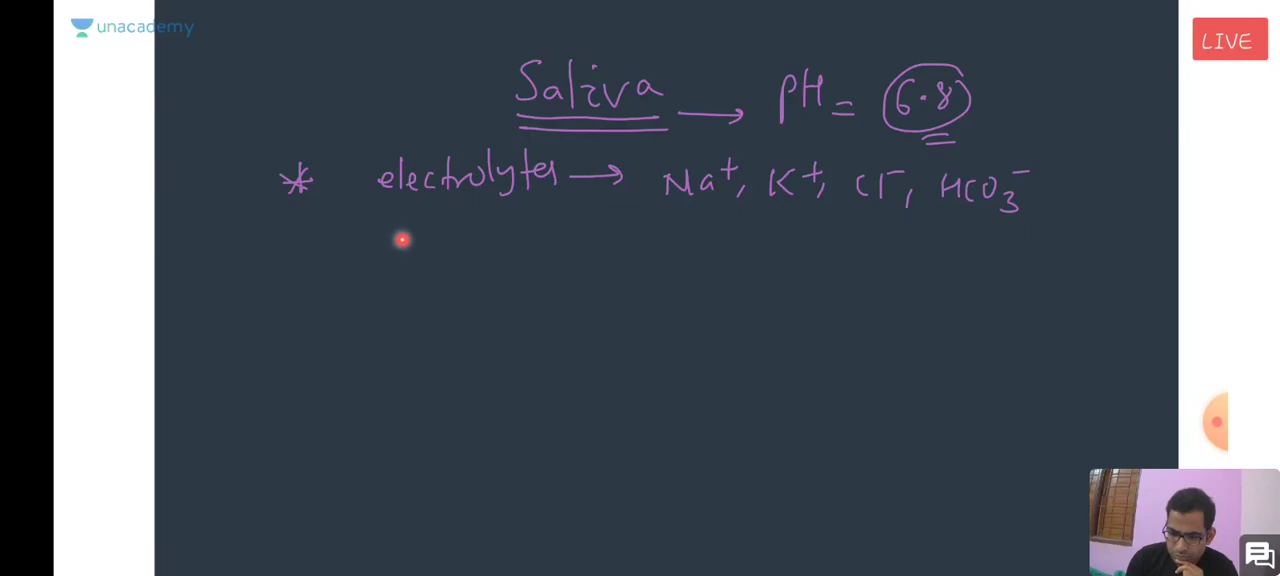 unacademy
LIVE
Saliva → pH = 6.8
* electrolytes → Na⁺, K⁺, Cl⁻, HCO₃⁻